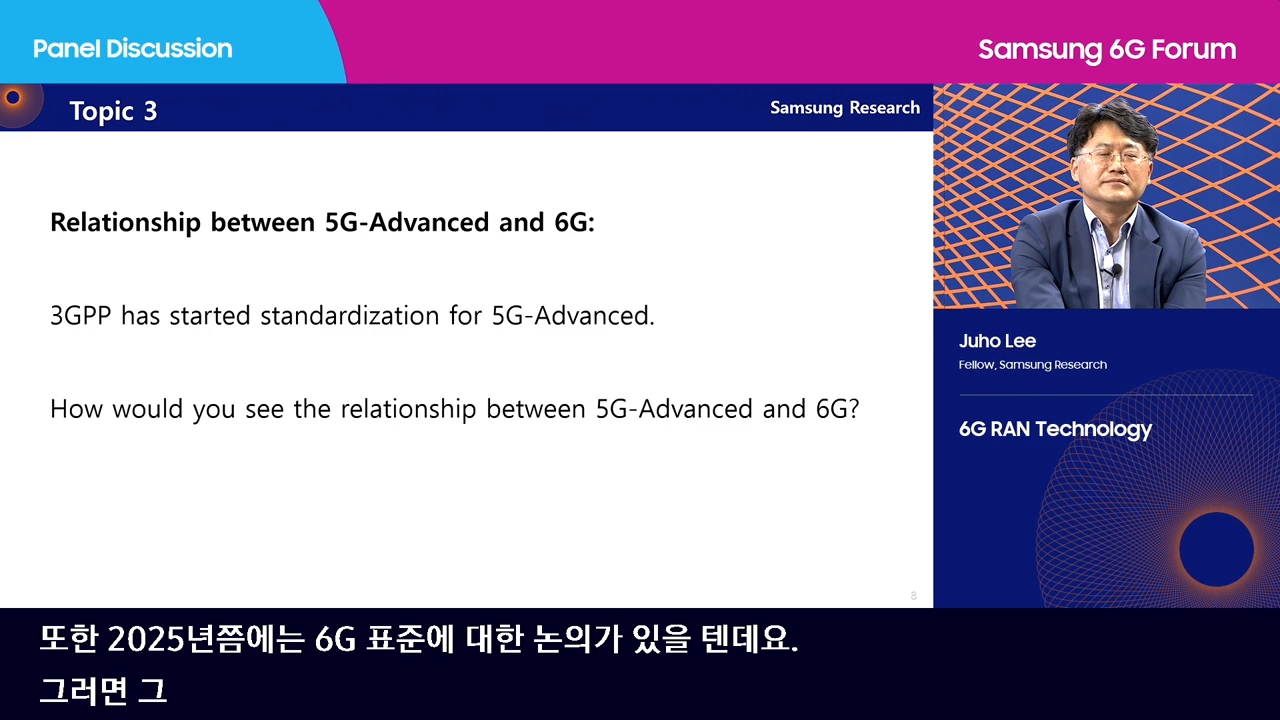 Panel Discussion
Samsung 6G Forum
Topic 3
Samsung Research
Relationship between 5G-Advanced and 6G:
3GPP has started standardization for 5G-Advanced.
How would you see the relationship between 5G-Advanced and 6G?
8
Juho Lee
Fellow, Samsung Research
6G RAN Technology
또한 2025년쯤에는 6G 표준에 대한 논의가 있을 텐데요.
그러면 그